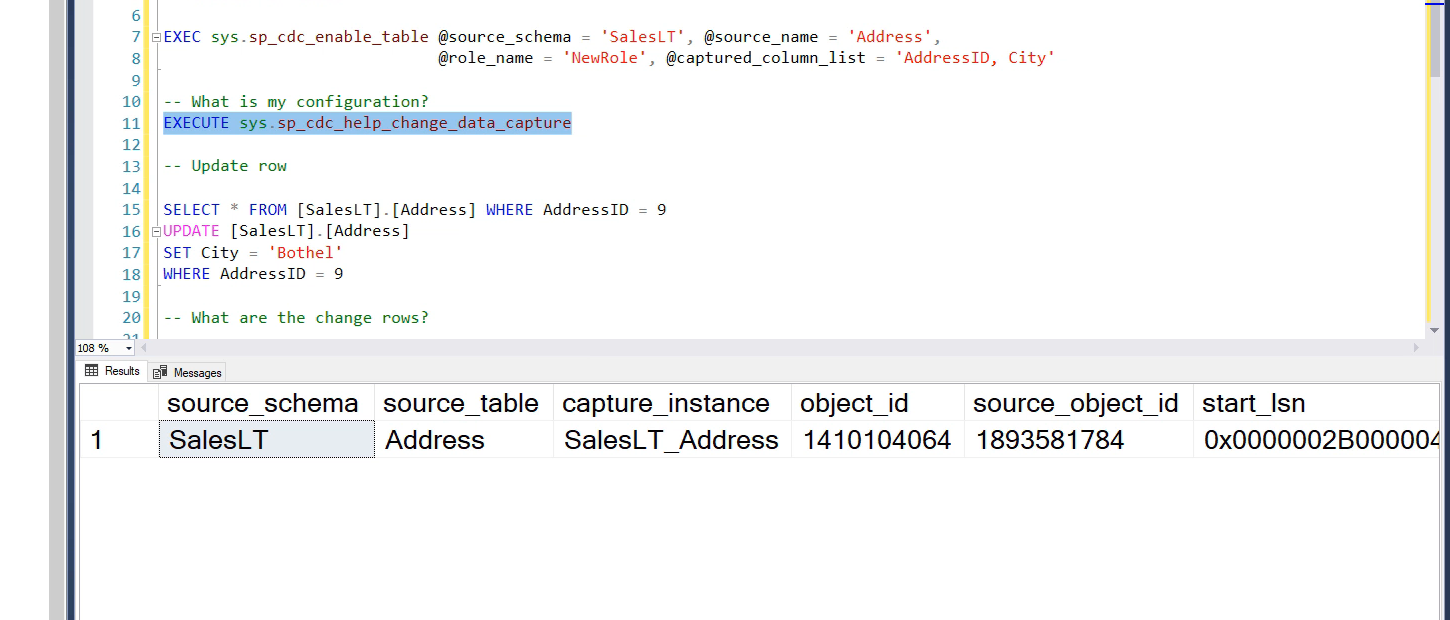 6
7 EXEC sys.sp_cdc_enable_table @source_schema = 'SalesLT', @source_name = 'Address',
8 @role_name = 'NewRole', @captured_column_list = 'AddressID, City'
9
10 -- What is my configuration?
11 EXECUTE sys.sp_cdc_help_change_data_capture
12
13 -- Update row
14
15 SELECT * FROM [SalesLT].[Address] WHERE AddressID = 9
16 UPDATE [SalesLT].[Address]
17 SET City = 'Bothel'
18 WHERE AddressID = 9
19
20 -- What are the change rows?
21
108 %
Results Messages
source_schema source_table capture_instance object_id source_object_id start_lsn
1 SalesLT Address SalesLT_Address 1410104064 1893581784 0x0000002B000004